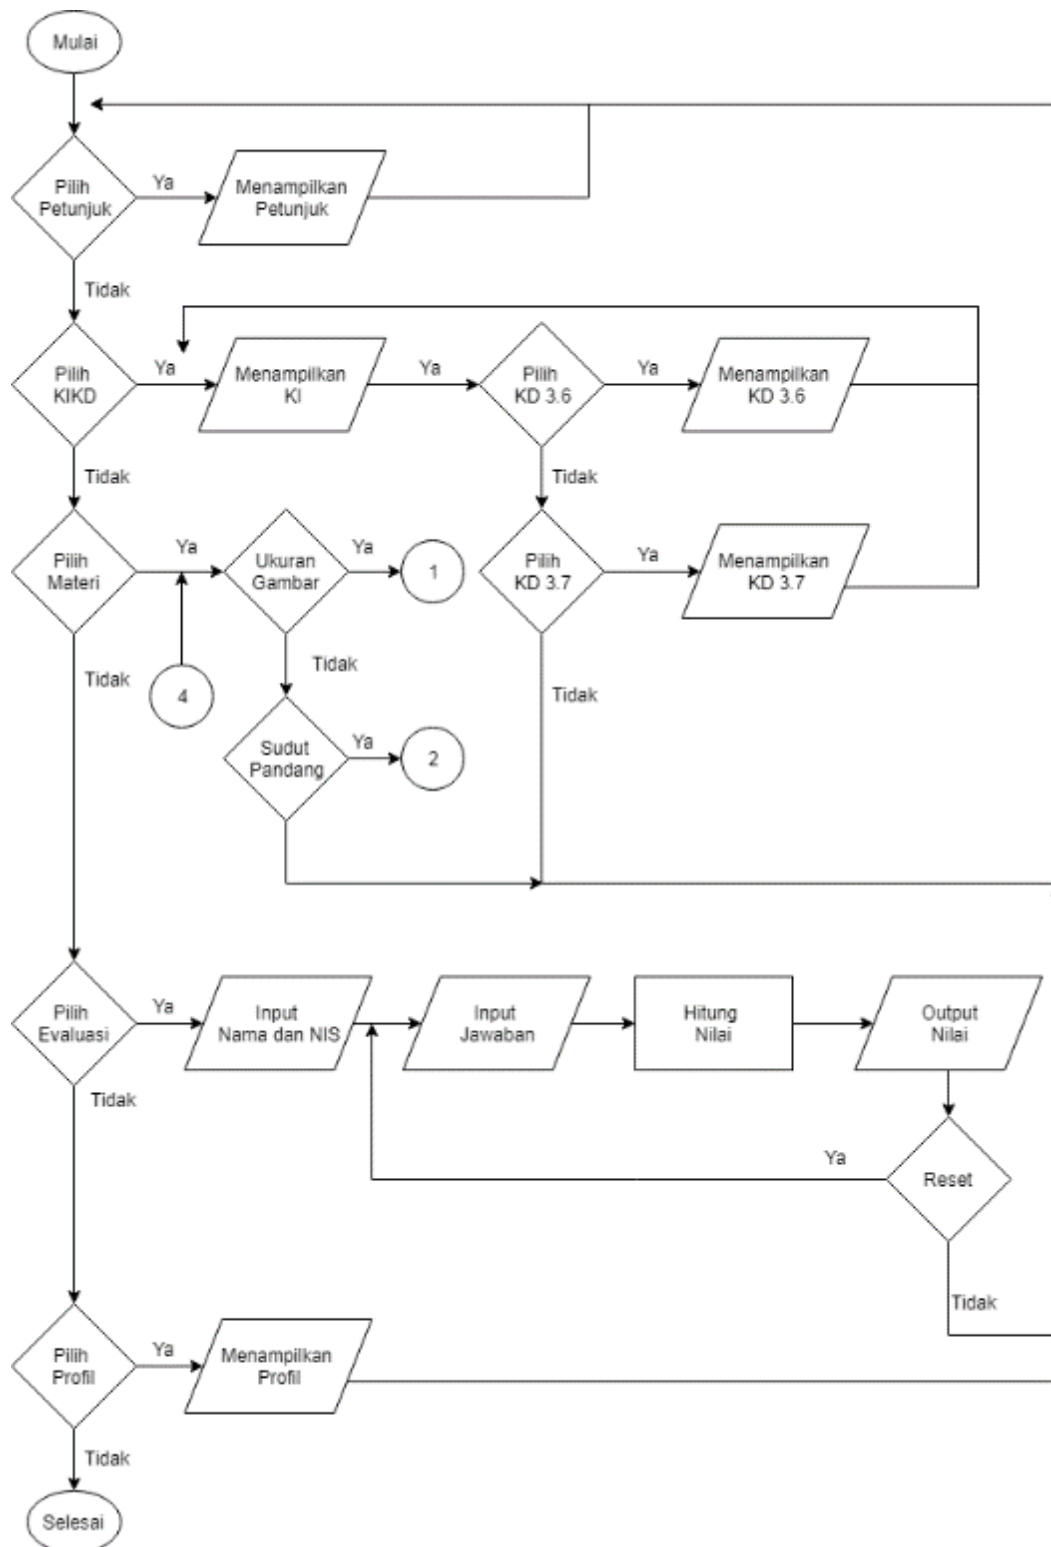 Mulai
Pilih
Petunjuk
Ya
Menampilkan
Petunjuk
Tidak
Pilih
KIKD
Ya
Menampilkan
KI
Ya
Pilih
KD 3.6
Ya
Menampilkan
KD 3.6
Tidak
Tidak
Pilih
Materi
Ya
Ukuran
Gambar
Ya
1
Pilih
KD 3.7
Ya
Menampilkan
KD 3.7
Tidak
4
Tidak
Tidak
Sudut
Pandang
Ya
2
Pilih
Evaluasi
Ya
Input
Nama dan NIS
Input
Jawaban
Hitung
Nilai
Output
Nilai
Tidak
Ya
Reset
Tidak
Pilih
Profil
Ya
Menampilkan
Profil
Tidak
Selesai